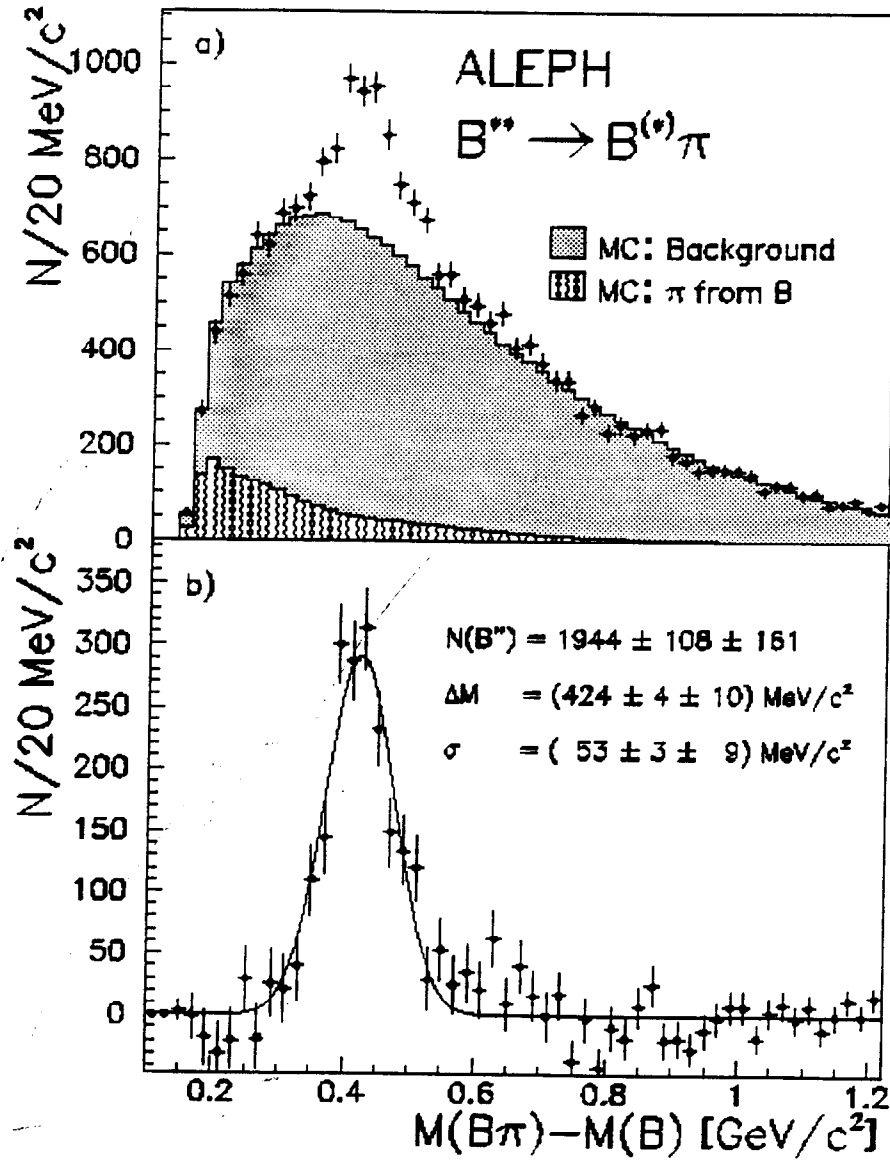 a)
ALEPH
B** → B(*)π
MC: Background
MC: π from B
N/20 MeV/c²
1000
800
600
400
200
0
b)
N(B'') = 1944 ± 108 ± 161
ΔM = (424 ± 4 ± 10) MeV/c²
σ = ( 53 ± 3 ± 9) MeV/c²
N/20 MeV/c²
350
300
250
200
150
100
50
0
0.2 0.4 0.6 0.8 1 1.2
M(Bπ)−M(B) [GeV/c²]